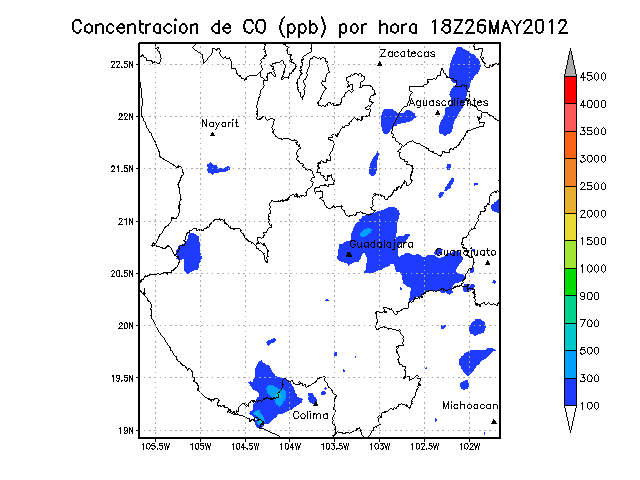 Concentracion de CO (ppb) por hora 18Z26MAY2012
22.5N
22N
21.5N
21N
20.5N
20N
19.5N
19N
Zacatecas
Aguascalientes
Nayarit
Guadalajara
Guanajuato
Michoacan
Colima
105.5W 105W 104.5W 104W 103.5W 103W 102.5W 102W
4500
4000
3500
3000
2500
2000
1500
1000
900
700
500
300
100